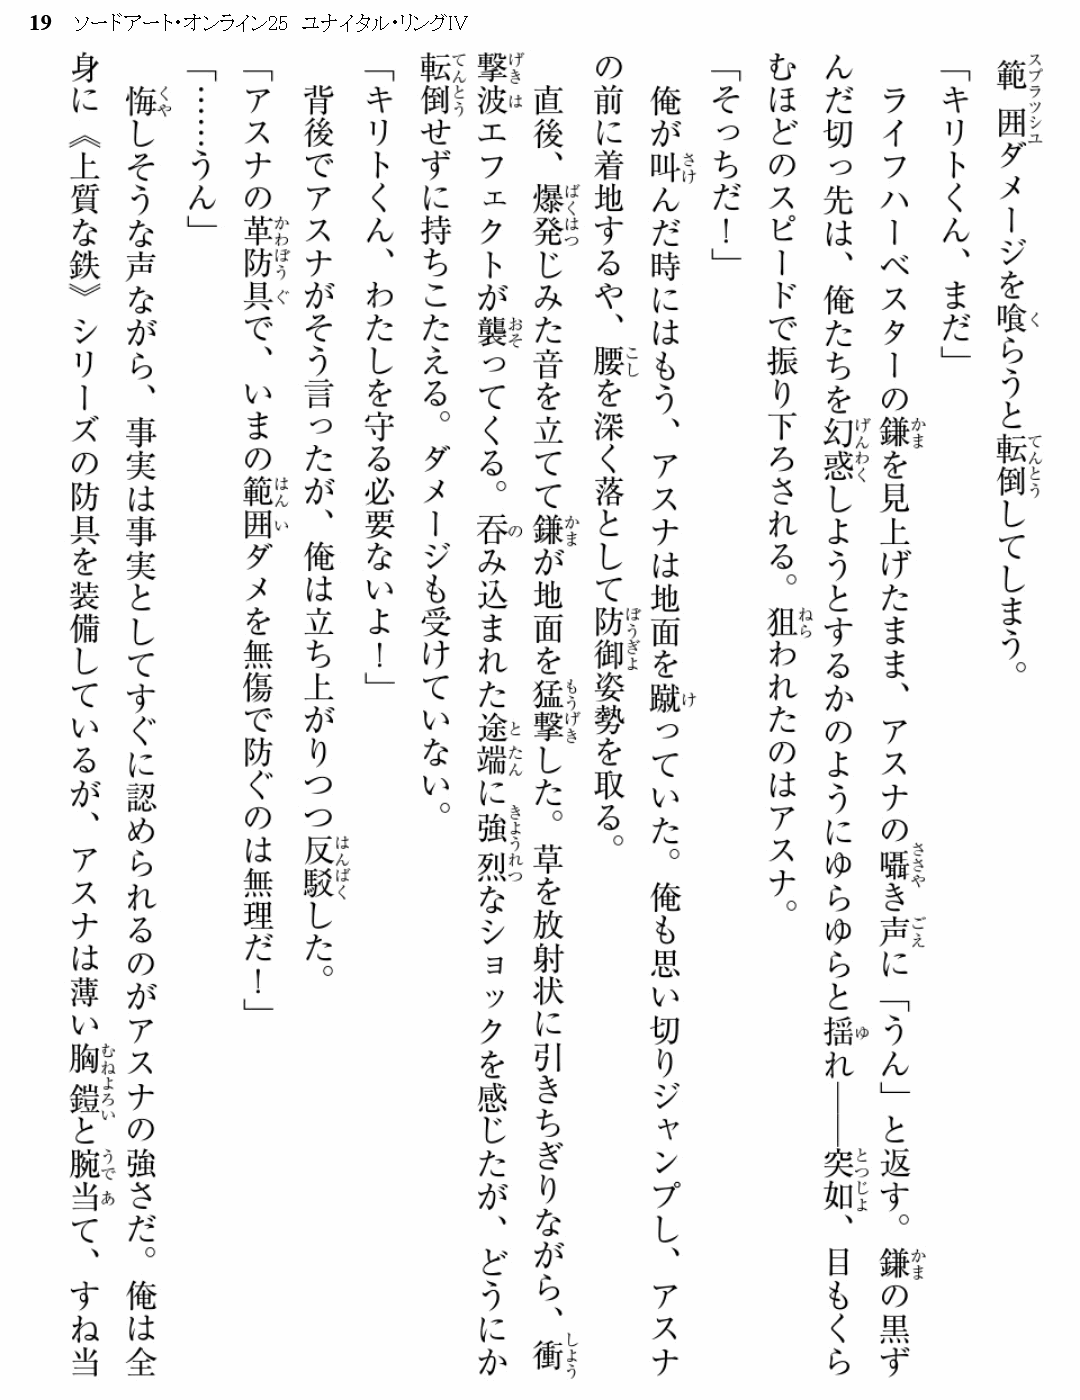 19 ソードアート・オンライン25 ユナイタル・リングIV
範囲ダメージを喰らうと転倒してしまう。
「キリトくん、まだ」
ライフハーベスターの鎌を見上げたまま、アスナの囁き声に「うん」と返す。鎌の黒ず
んだ切っ先は、俺たちを幻惑しようとするかのようにゆらゆらと揺れ――突如、目もくら
むほどのスピードで振り下ろされる。狙われたのはアスナ。
「そっちだ！」
俺が叫んだ時にはもう、アスナは地面を蹴っていた。俺も思い切りジャンプし、アスナ
の前に着地するや、腰を深く落として防御姿勢を取る。
直後、爆発じみた音を立てて鎌が地面を猛撃した。草を放射状に引きちぎりながら、衝
撃波エフェクトが襲ってくる。呑み込まれた途端に強烈なショックを感じたが、どうにか
転倒せずに持ちこたえる。ダメージも受けていない。
「キリトくん、わたしを守る必要ないよ！」
背後でアスナがそう言ったが、俺は立ち上がりつつ反駁した。
「アスナの革防具で、いまの範囲ダメを無傷で防ぐのは無理だ！」
「……うん」
悔しそうな声ながら、事実は事実としてすぐに認められるのがアスナの強さだ。俺は全
身に《上質な鉄》シリーズの防具を装備しているが、アスナは薄い胸鎧と腕当て、すね当